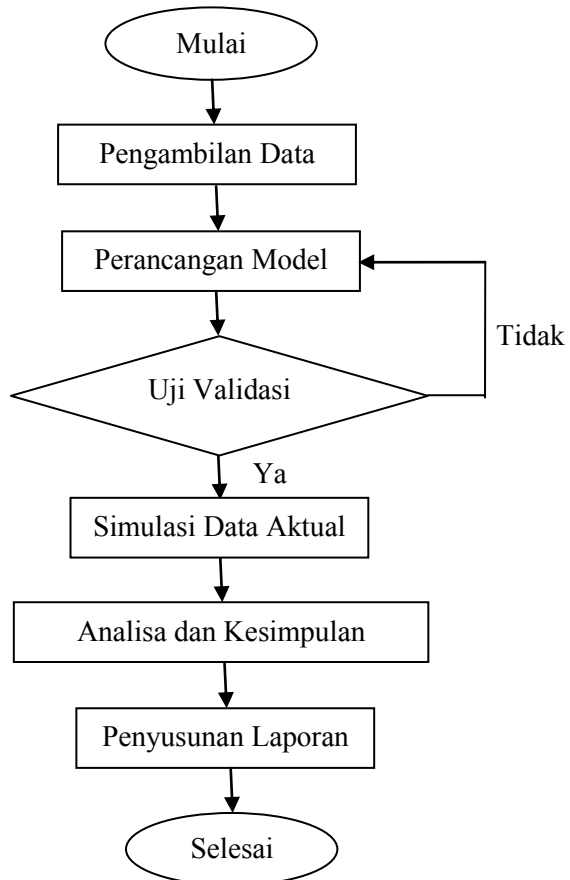 Mulai
Pengambilan Data
Perancangan Model
Tidak
Uji Validasi
Ya
Simulasi Data Aktual
Analisa dan Kesimpulan
Penyusunan Laporan
Selesai